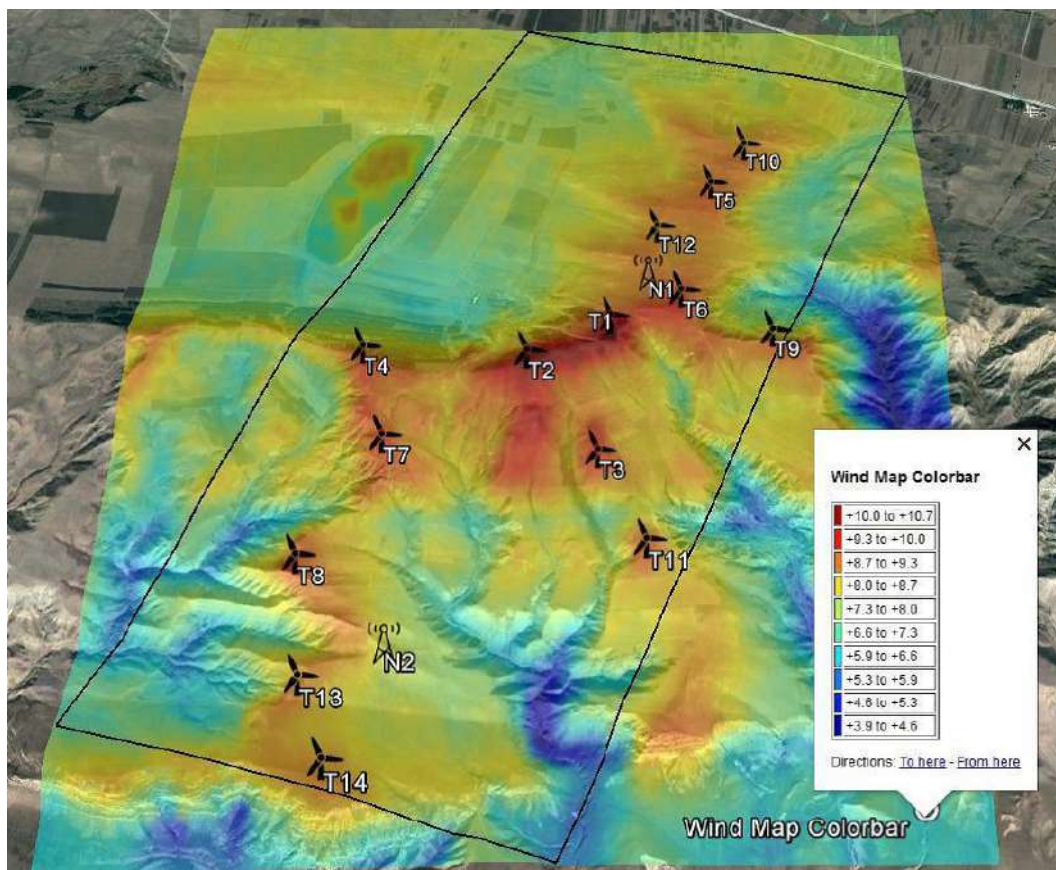 T10
T5
T12
N1
T6
T1
T9
T4
T2
T7
T3
T11
T8
N2
T13
T14
Wind Map Colorbar
+10.0 to +10.7
+9.3 to +10.0
+8.7 to +9.3
+8.0 to +8.7
+7.3 to +8.0
+6.6 to +7.3
+5.9 to +6.6
+5.3 to +5.9
+4.6 to +5.3
+3.9 to +4.6
Directions: To here - From here
Wind Map Colorbar